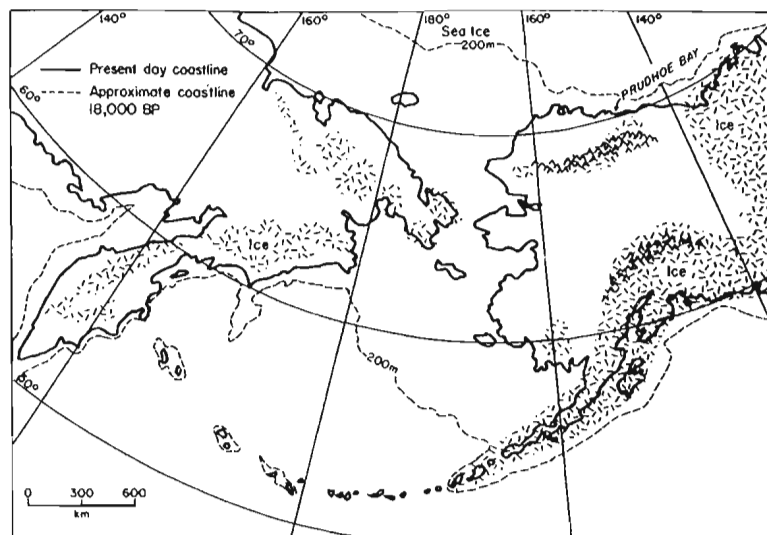 140°
160°
180°
160°
140°
70°
Sea Ice
200m
PRUDHOE BAY
Present day coastline
60°
Approximate coastline
18,000 BP
Ice
Ice
Ice
200m
50°
0 300 600
km